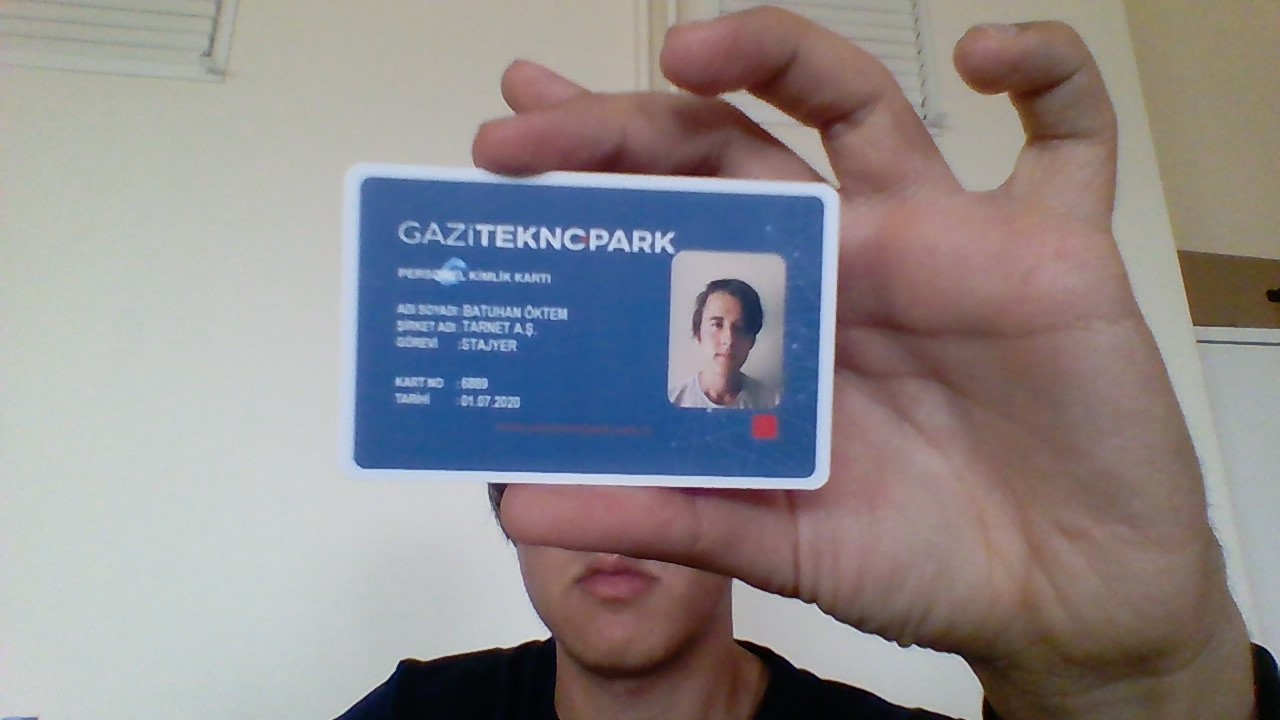 GAZİTEKNOPARK
PERSONEL KİMLİK KARTI
ADI SOYADI: BATUHAN ÖKTEM
ŞİRKET ADI : TARNET A.Ş.
GÖREVİ :STAJYER
KART NO : 6889
TARİHİ :01.07.2020